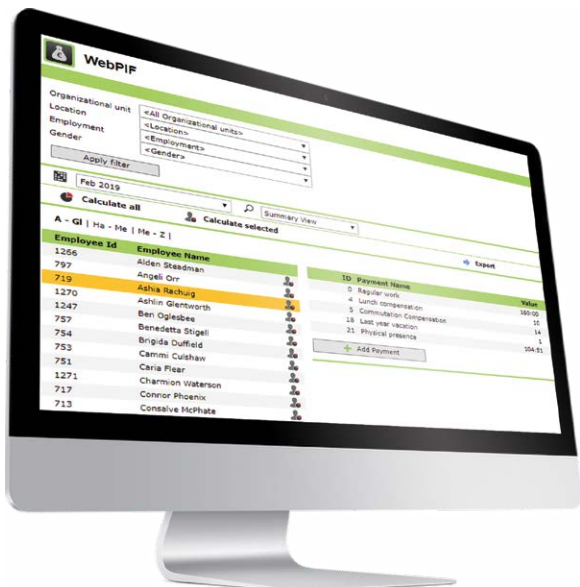 WebPIF
Organizational unit <All Organizational units>
Location <Location>
Employment <Employment>
Gender <Gender>
Apply filter
Feb 2019 Summary View
Calculate all Calculate selected Export
A - Gl | Ha - Me | Me - Z |
Employee Id Employee Name
1266 Alden Steadman
797 Angeli Orr
719 Ashia Rachuig
1270 Ashlin Glentworth
1247 Ben Oglesbee
757 Benedetta Stigell
754 Brigida Duffield
753 Cammi Culshaw
751 Caria Flear
1271 Charmion Waterson
717 Connor Phoenix
713 Consalve McPhate
ID Payment Name Value
0 Regular work 160:00
4 Lunch compensation 10
5 Commutation Compensation 14
18 Last year vacation 1
21 Physical presence 104:51
Add Payment